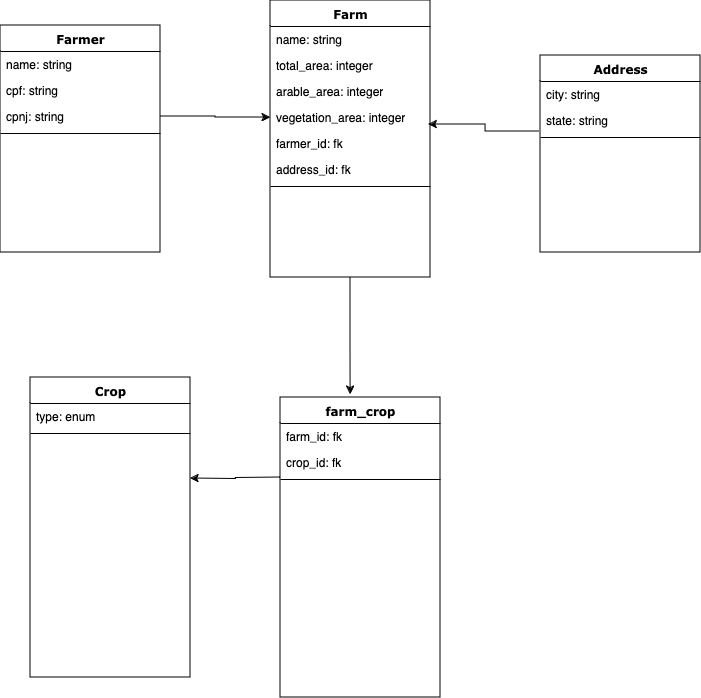 Farmer
name: string
cpf: string
cpnj: string
Farm
name: string
total_area: integer
arable_area: integer
vegetation_area: integer
farmer_id: fk
address_id: fk
Address
city: string
state: string
Crop
type: enum
farm_crop
farm_id: fk
crop_id: fk